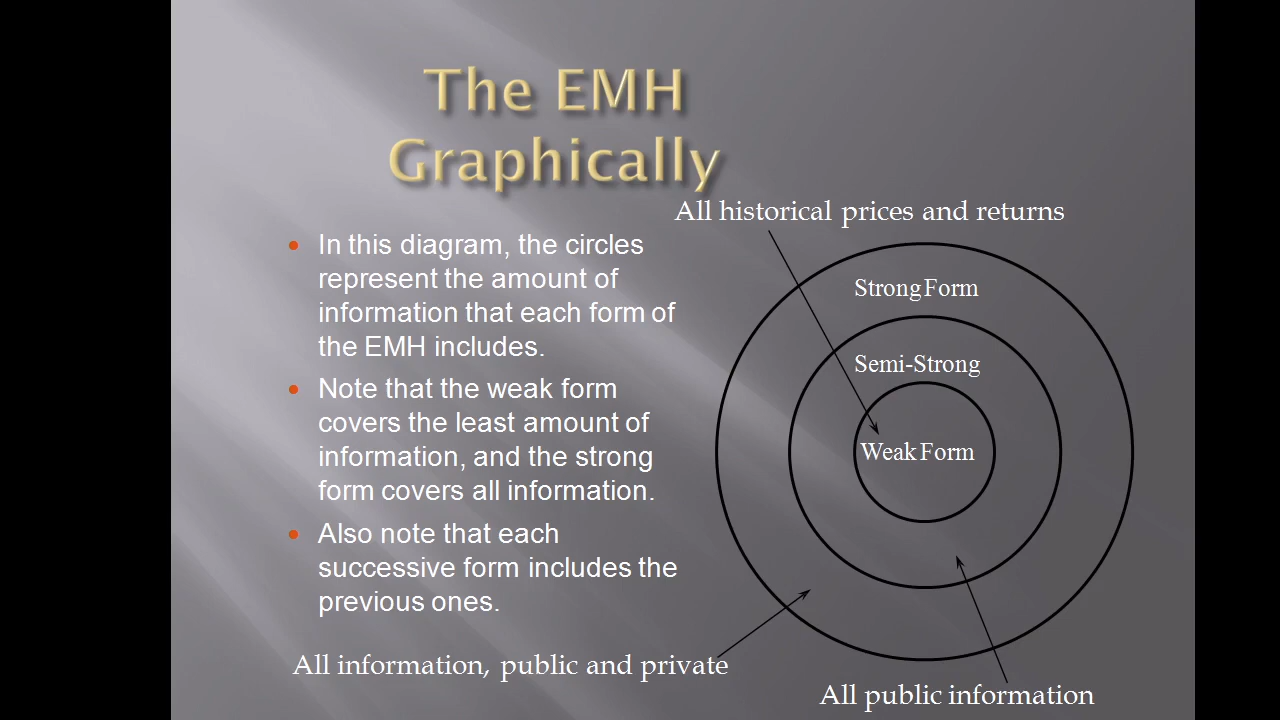 The EMH
Graphically
All historical prices and returns
In this diagram, the circles
represent the amount of
information that each form of
the EMH includes.
Note that the weak form
covers the least amount of
information, and the strong
form covers all information.
Also note that each
successive form includes the
previous ones.
Strong Form
Semi-Strong
Weak Form
All information, public and private
All public information